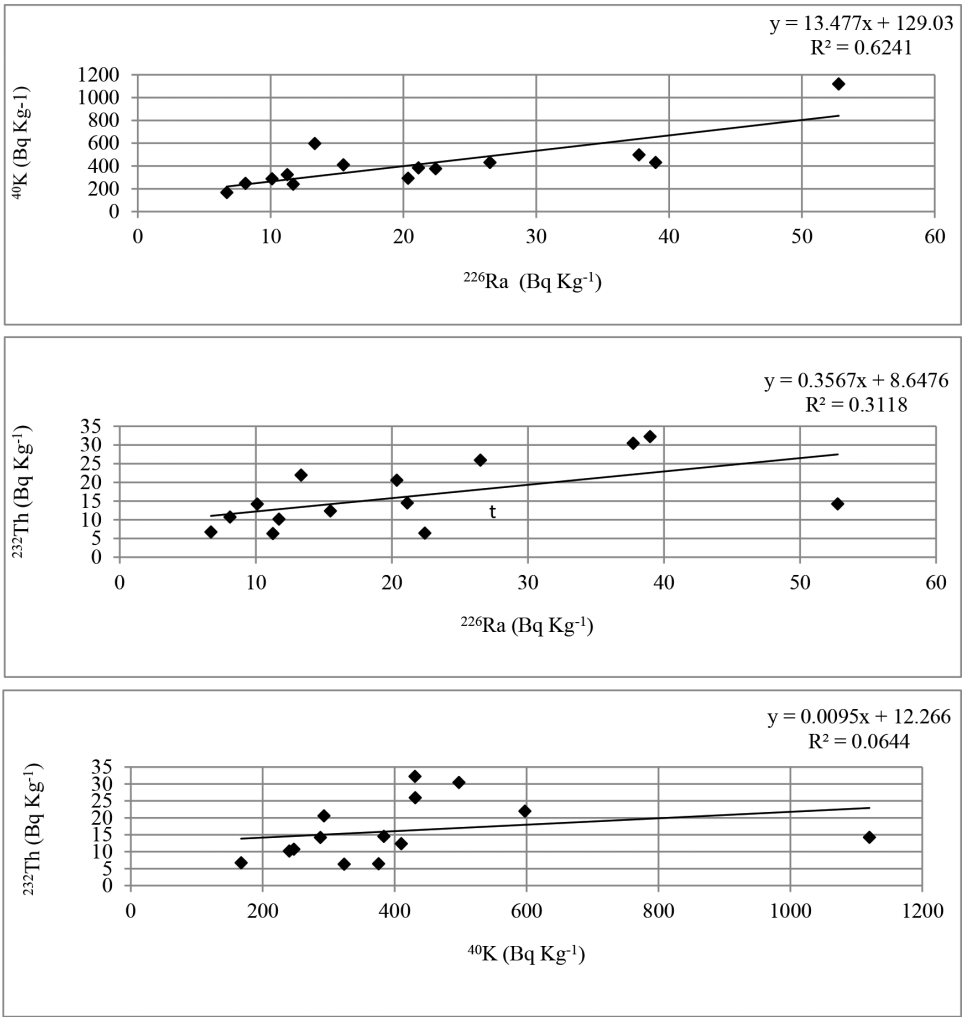 y = 13.477x + 129.03
R² = 0.6241
1200
1000
800
600
400
200
0
⁴⁰K (Bq Kg-1)
0 10 20 30 40 50 60
²²⁶Ra (Bq Kg⁻¹)
y = 0.3567x + 8.6476
R² = 0.3118
35
30
25
20
15
10
5
0
²³²Th (Bq Kg⁻¹)
t
0 10 20 30 40 50 60
²²⁶Ra (Bq Kg⁻¹)
y = 0.0095x + 12.266
R² = 0.0644
35
30
25
20
15
10
5
0
²³²Th (Bq Kg⁻¹)
0 200 400 600 800 1000 1200
⁴⁰K (Bq Kg⁻¹)